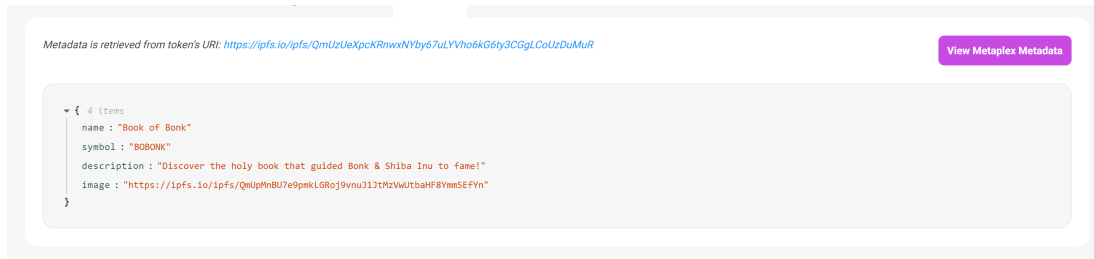 Metadata is retrieved from token's URI: https://ipfs.io/ipfs/QmUzUeXpcKRnwxNYby67uLYVho6kG6ty3CGgLCoUzDuMuR
View Metaplex Metadata
{ 4 items
name : "Book of Bonk"
symbol : "BOBONK"
description : "Discover the holy book that guided Bonk & Shiba Inu to fame!"
image : "https://ipfs.io/ipfs/QmUpMnBU7e9pmkLGRoj9vnuJ1JtMzVwUtbaHF8YmmSEfYn"
}